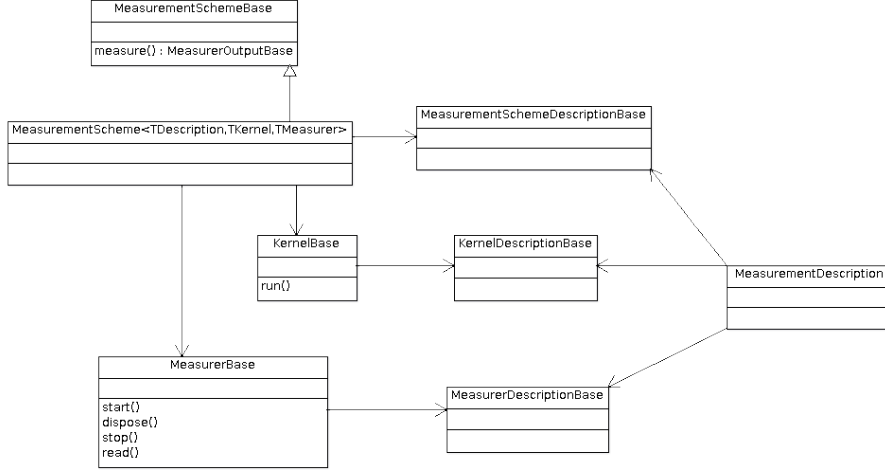 MeasurementSchemeBase
measure() : MeasurerOutputBase
MeasurementScheme<TDescription,TKernel,TMeasurer>
MeasurementSchemeDescriptionBase
KernelBase
run()
KernelDescriptionBase
MeasurementDescription
MeasurerBase
start()
dispose()
stop()
read()
MeasurerDescriptionBase